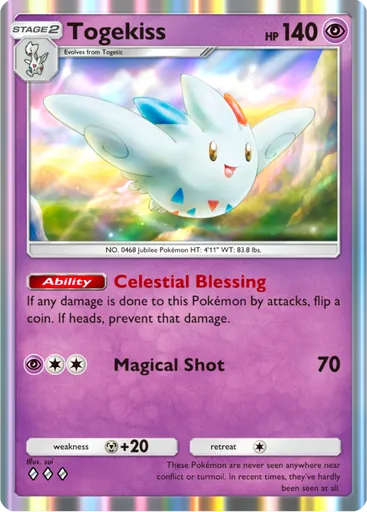 STAGE2
Togekiss
HP 140
Evolves from Togetic
NO. 0468 Jubilee Pokémon HT: 4'11" WT: 83.8 lbs.
Ability Celestial Blessing
If any damage is done to this Pokémon by attacks, flip a
coin. If heads, prevent that damage.
Magical Shot 70
weakness +20 retreat
Illus. sui
These Pokémon are never seen anywhere near
conflict or turmoil. In recent times, they've hardly
been seen at all.